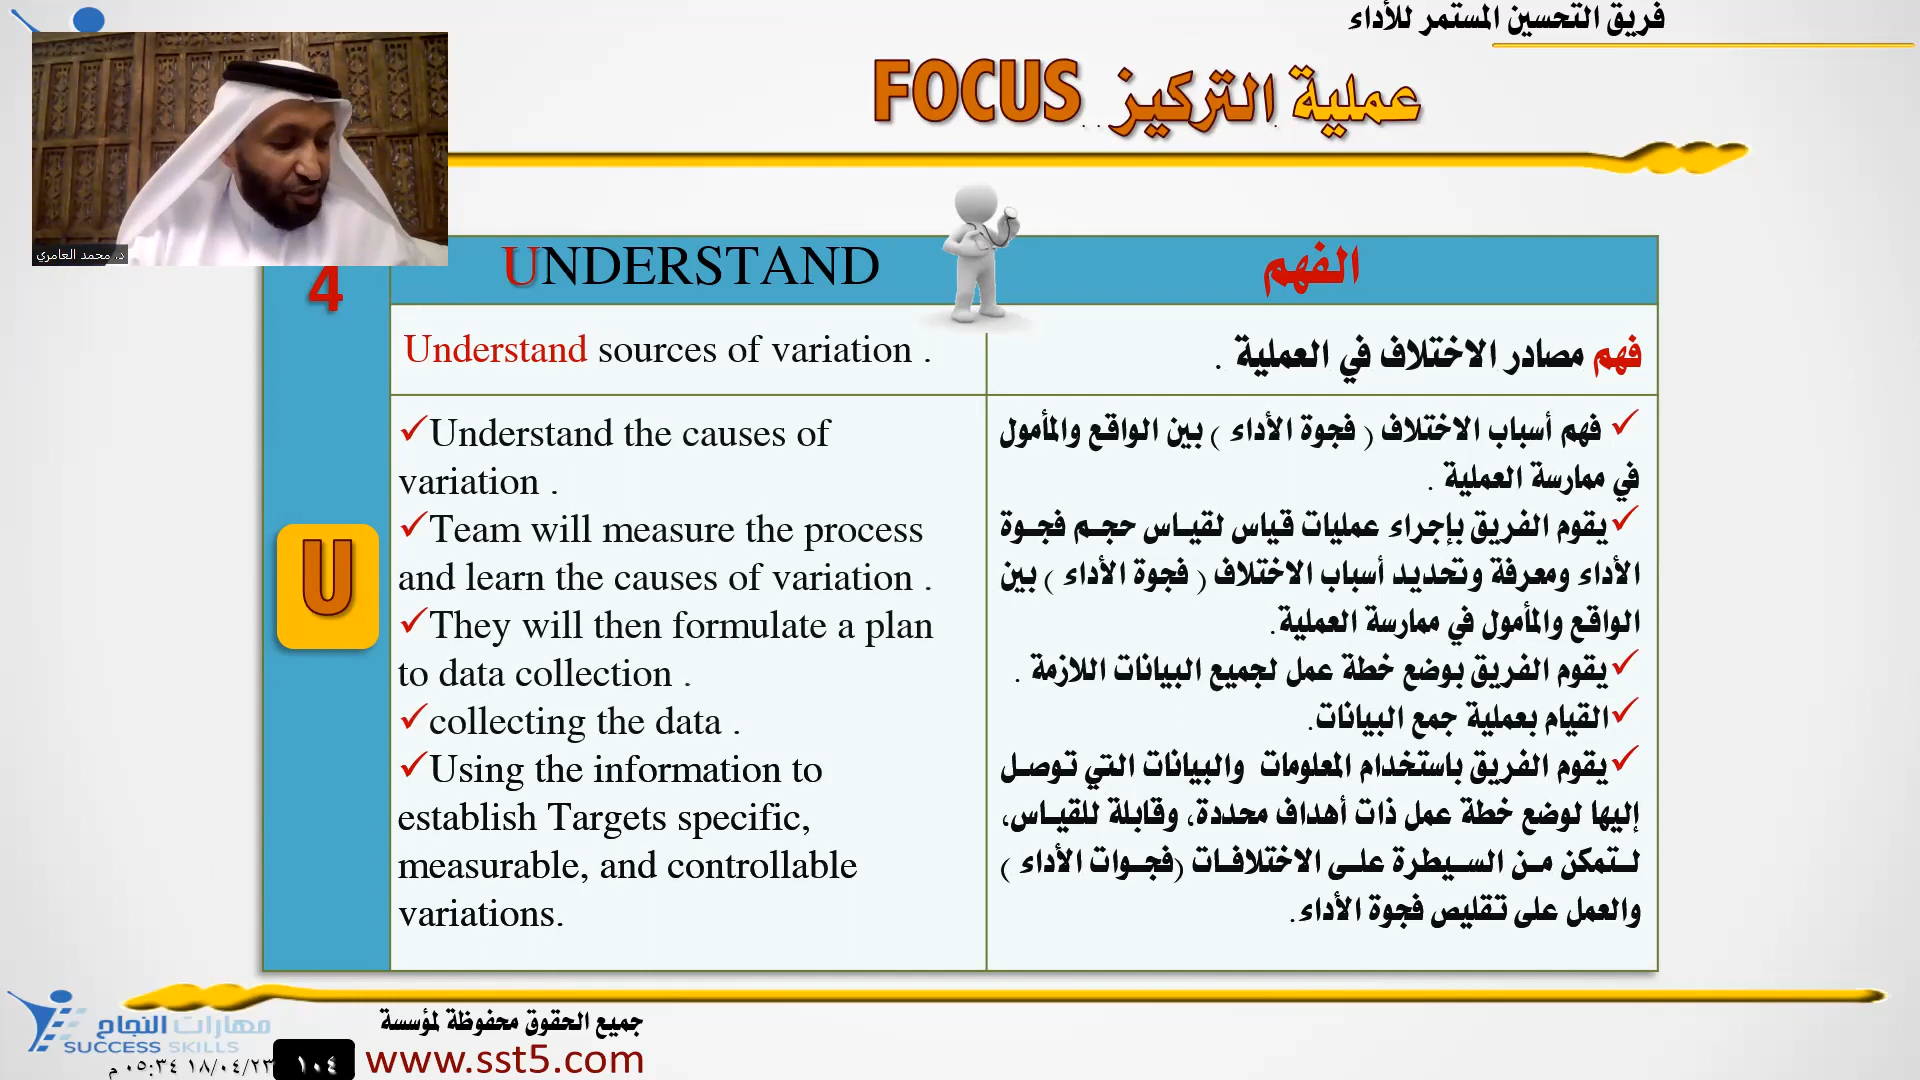 فريق التحسين المستمر للأداء
عملية التركيز FOCUS
د. محمد العامري
4
UNDERSTAND
الفهم
Understand sources of variation .
فهم مصادر الاختلاف في العملية .
U
✓Understand the causes of
variation .
✓Team will measure the process
and learn the causes of variation .
✓They will then formulate a plan
to data collection .
✓collecting the data .
✓Using the information to
establish Targets specific,
measurable, and controllable
variations.
✓ فهم أسباب الاختلاف ( فجوة الأداء ) بين الواقع والمأمول
في ممارسة العملية .
✓يقوم الفريق بإجراء عمليات قياس لقياس حجم فجوة
الأداء ومعرفة وتحديد أسباب الاختلاف ( فجوة الأداء ) بين
الواقع والمأمول في ممارسة العملية.
✓يقوم الفريق بوضع خطة عمل لجميع البيانات اللازمة .
✓القيام بعملية جمع البيانات.
✓يقوم الفريق باستخدام المعلومات والبيانات التي توصل
إليها لوضع خطة عمل ذات أهداف محددة، وقابلة للقياس،
لتمكن من السيطرة على الاختلافات (فجوات الأداء )
والعمل على تقليص فجوة الأداء.
مهارات النجاح
SUCCESS SKILLS
جميع الحقوق محفوظة لمؤسسة
www.sst5.com
١٠٤
١٨/٠٤/٢٣ ٠٥:٣٤ م